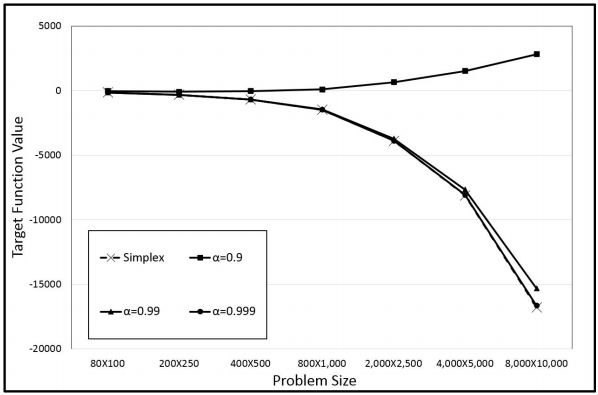 5000
0
-5000
-10000
-15000
-20000
Target Function Value
Simplex
α=0.9
α=0.99
α=0.999
80X100
200X250
400X500
800X1,000
2,000X2,500
4,000X5,000
8,000X10,000
Problem Size